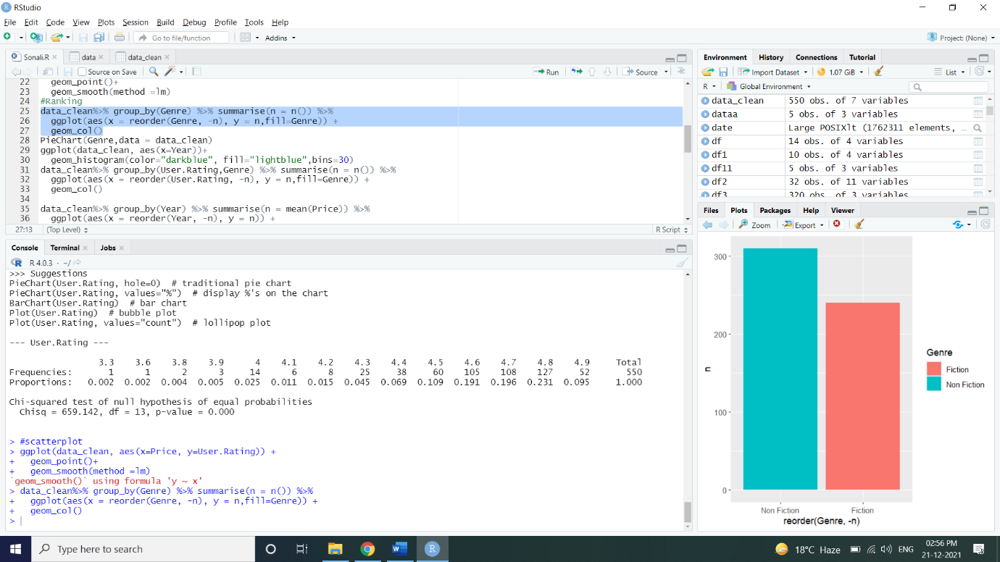 RStudio
File Edit Code View Plots Session Build Debug Profile Tools Help
Go to file/function Addins Project: (None)
Sonali.R data data_clean
Source on Save Run Source
22 geom_point()+
23 geom_smooth(method =lm)
24 #Ranking
25 data_clean%>% group_by(Genre) %>% summarise(n = n()) %>%
26 ggplot(aes(x = reorder(Genre, -n), y = n,fill=Genre)) +
27 geom_col()
28 PieChart(Genre,data = data_clean)
29 ggplot(data_clean, aes(x=Year))+
30 geom_histogram(color="darkblue", fill="lightblue",bins=30)
31 data_clean%>% group_by(User.Rating,Genre) %>% summarise(n = n()) %>%
32 ggplot(aes(x = reorder(User.Rating, -n), y = n,fill=Genre)) +
33 geom_col()
34
35 data_clean%>% group_by(Year) %>% summarise(n = mean(Price)) %>%
36 ggplot(aes(x = reorder(Year, -n), y = n)) +
27:13 (Top Level) R Script
Console Terminal Jobs
R 4.0.3 · ~/
>>> Suggestions
PieChart(User.Rating, hole=0) # traditional pie chart
PieChart(User.Rating, values="%") # display %'s on the chart
BarChart(User.Rating) # bar chart
Plot(User.Rating) # bubble plot
Plot(User.Rating, values="count") # lollipop plot
--- User.Rating ---
3.3 3.6 3.8 3.9 4 4.1 4.2 4.3 4.4 4.5 4.6 4.7 4.8 4.9 Total
Frequencies: 1 1 2 3 14 6 8 25 38 60 105 108 127 52 550
Proportions: 0.002 0.002 0.004 0.005 0.025 0.011 0.015 0.045 0.069 0.109 0.191 0.196 0.231 0.095 1.000
Chi-squared test of null hypothesis of equal probabilities
Chisq = 659.142, df = 13, p-value = 0.000
> #scatterplot
> ggplot(data_clean, aes(x=Price, y=User.Rating)) +
+ geom_point()+
+ geom_smooth(method =lm)
`geom_smooth()` using formula 'y ~ x'
> data_clean%>% group_by(Genre) %>% summarise(n = n()) %>%
+ ggplot(aes(x = reorder(Genre, -n), y = n,fill=Genre)) +
+ geom_col()
>
Environment History Connections Tutorial
Import Dataset 1.07 GiB List
R Global Environment
data_clean 550 obs. of 7 variables
dataa 5 obs. of 3 variables
date Large POSIXlt (1762311 elements, ...
df 14 obs. of 4 variables
df1 10 obs. of 4 variables
df11 5 obs. of 3 variables
df2 32 obs. of 11 variables
df3 320 obs. of 3 variables
Files Plots Packages Help Viewer
Zoom Export
300
200
100
0
n
Non Fiction Fiction
reorder(Genre, -n)
Genre
Fiction
Non Fiction
Type here to search
18°C Haze ENG
02:56 PM
21-12-2021